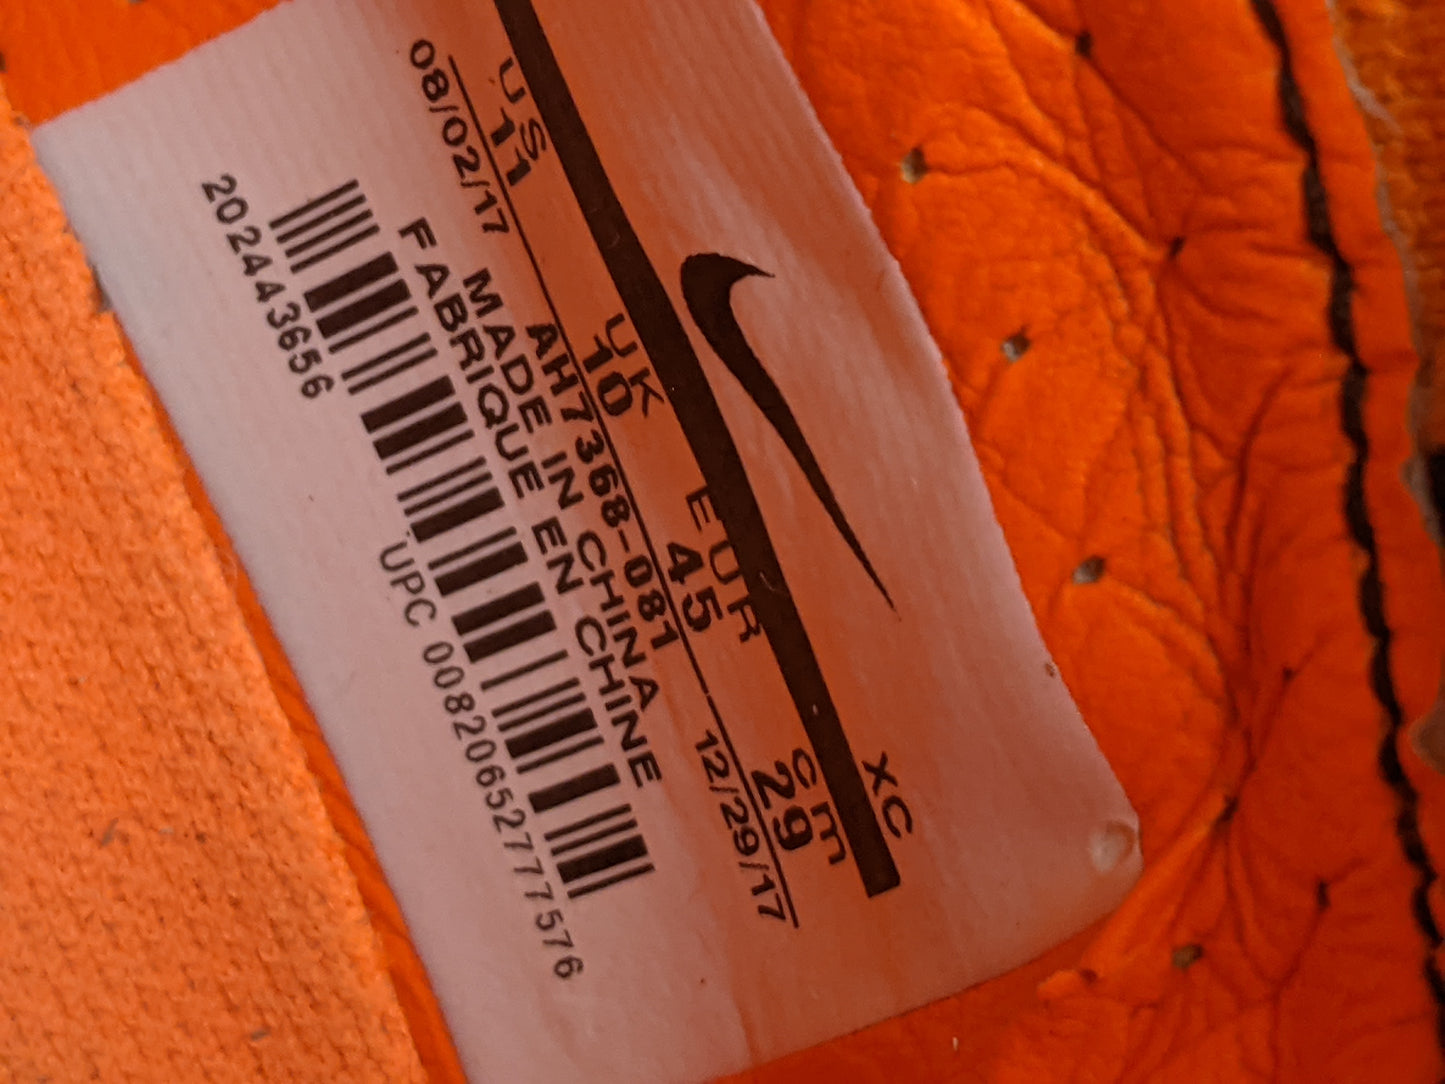 XC
US UK EUR cm
11 10 45 29
08/02/17 AH7368-081 12/29/17
MADE IN CHINA
FABRIQUE EN CHINE
2024443656
UPC 00820652777576